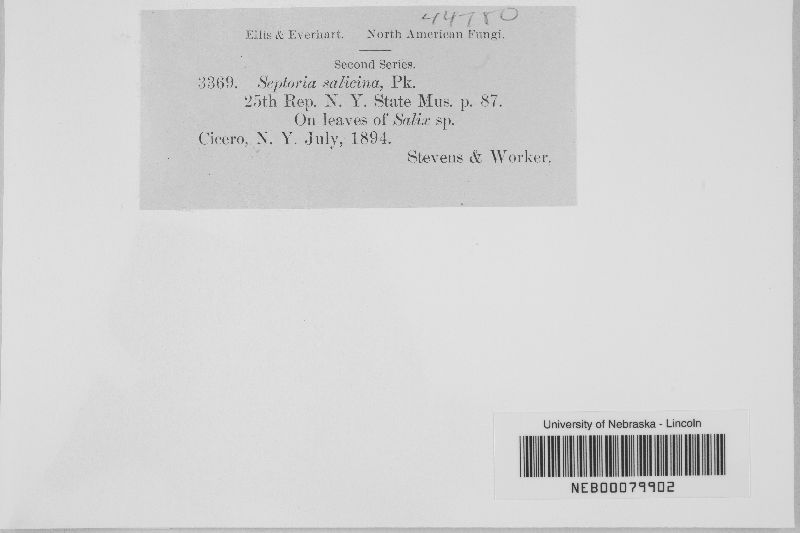 44780
Ellis & Everhart. North American Fungi.
Second Series.
3369. Septoria salicina, Pk.
25th Rep. N. Y. State Mus. p. 87.
On leaves of Salix sp.
Cicero, N. Y. July, 1894.
Stevens & Worker.
University of Nebraska - Lincoln
NEB00079902